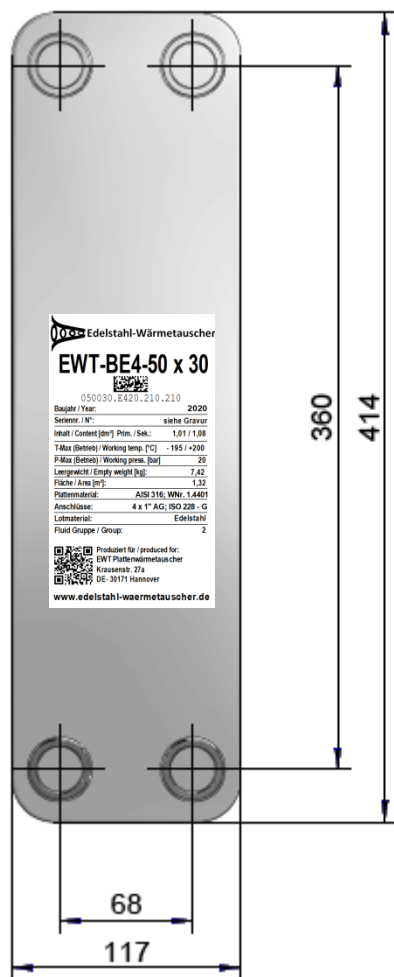 Edelstahl-Wärmetauscher
EWT-BE4-50 x 30
050030.E420.210.210
Baujahr / Year: 2020
Seriennr. / N°: siehe Gravur
Inhalt / Content [dm³] Prim. / Sek.: 1,01 / 1,08
T-Max (Betrieb) / Working temp. [°C] - 195 / +200
P-Max (Betrieb) / Working press. [bar] 20
Leergewicht / Empty weight [kg]: 7,42
Fläche / Area [m²]: 1,32
Plattenmaterial: AISI 316; WNr. 1.4401
Anschlüsse: 4 x 1" AG; ISO 228 - G
Lotmaterial: Edelstahl
Fluid Gruppe / Group: 2
Produziert für / produced for:
EWT Plattenwärmetauscher
Krausenstr. 27a
DE- 30171 Hannover
www.edelstahl-waermetauscher.de
360
414
68
117